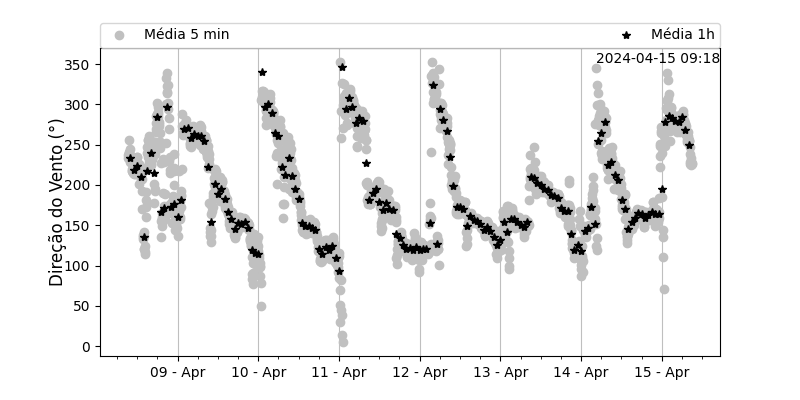 Média 5 min
Média 1h
2024-04-15 09:18
Direção do Vento (°)
350
300
250
200
150
100
50
0
09 - Apr
10 - Apr
11 - Apr
12 - Apr
13 - Apr
14 - Apr
15 - Apr